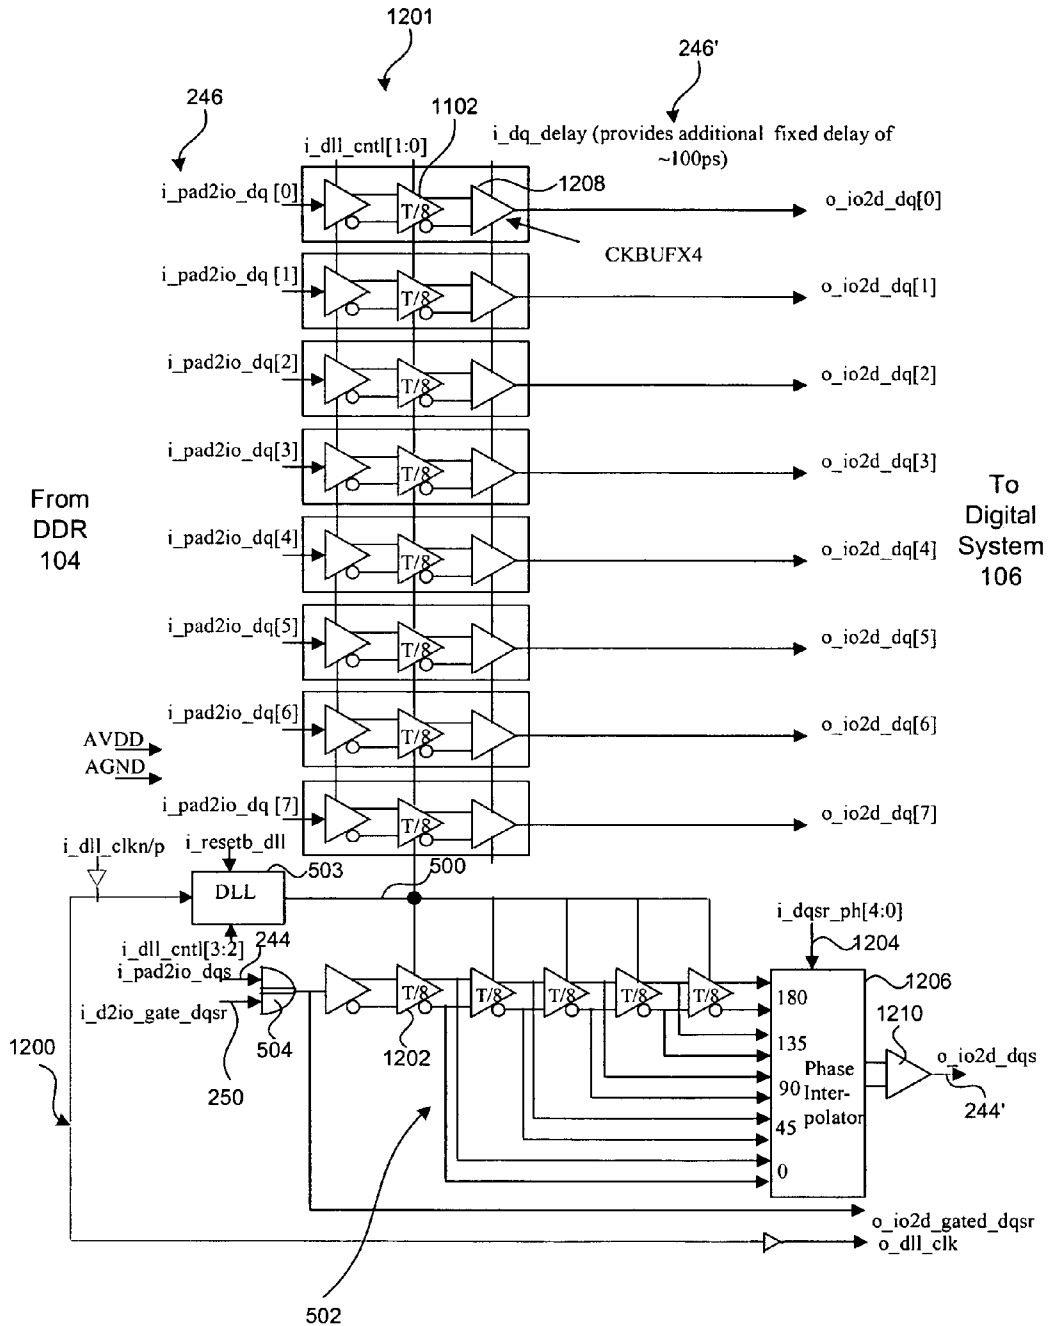 1201
246'
246
1102
i_dq_delay (provides additional fixed delay of
~100ps)
i_dll_cntl[1:0]
1208
i_pad2io_dq [0]
T/8
o_io2d_dq[0]
CKBUFX4
i_pad2io_dq [1]
T/8
o_io2d_dq[1]
i_pad2io_dq[2]
T/8
o_io2d_dq[2]
i_pad2io_dq[3]
T/8
o_io2d_dq[3]
From
DDR
104
To
Digital
System
106
i_pad2io_dq[4]
T/8
o_io2d_dq[4]
i_pad2io_dq[5]
T/8
o_io2d_dq[5]
i_pad2io_dq[6]
T/8
o_io2d_dq[6]
AVDD
AGND
i_pad2io_dq [7]
T/8
o_io2d_dq[7]
i_dll_clkn/p
i_resetb_dll
503
500
DLL
i_dqsr_ph[4:0]
i_dll_cntl[3:2]
244
1204
i_pad2io_dqs
1206
i_d2io_gate_dqsr
T/8 T/8 T/8 T/8 T/8
180
1210
504
1202
135
1200
o_io2d_dqs
Phase
250
90 Inter-
244'
polator
45
0
502
o_io2d_gated_dqsr
o_dll_clk